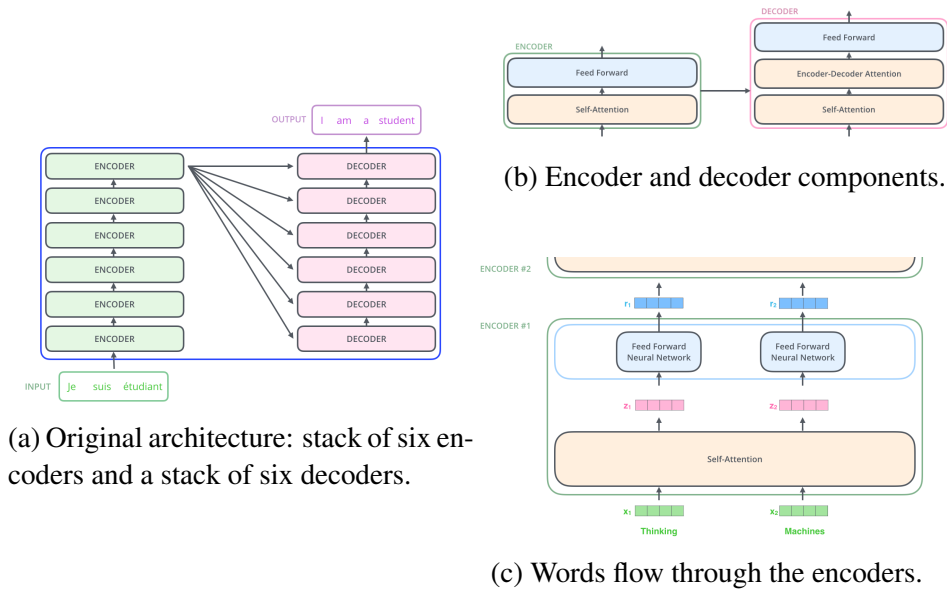 OUTPUT I am a student
ENCODER DECODER
ENCODER DECODER
ENCODER DECODER
ENCODER DECODER
ENCODER DECODER
ENCODER DECODER
INPUT Je suis étudiant
(a) Original architecture: stack of six en-
coders and a stack of six decoders.
DECODER
Feed Forward
ENCODER
Feed Forward Encoder-Decoder Attention
Self-Attention Self-Attention
(b) Encoder and decoder components.
ENCODER #2
r₁ r₂
ENCODER #1
Feed Forward Feed Forward
Neural Network Neural Network
z₁ z₂
Self-Attention
x₁ x₂
Thinking Machines
(c) Words flow through the encoders.